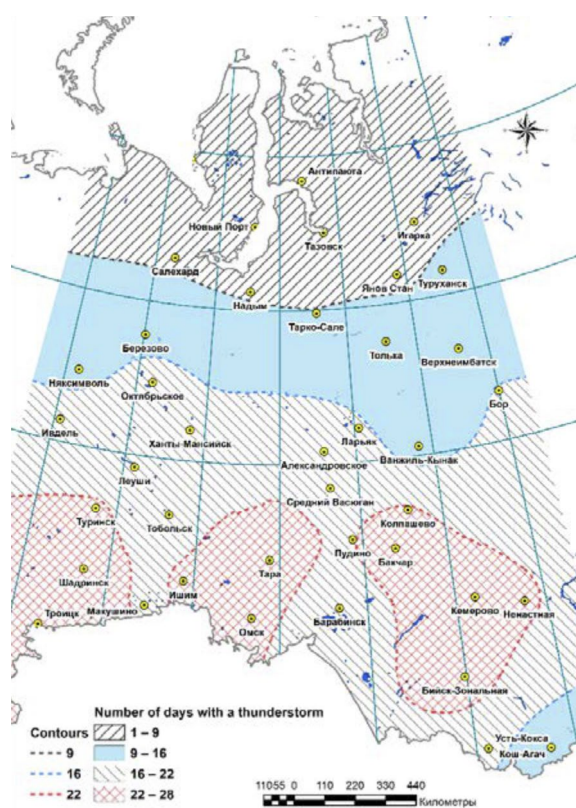 Антипаюта
Новый Порт
Тазовск
Игарка
Салехард
Янов Стан
Туруханск
Надым
Тарко-Сале
Березово
Толька
Верхнеимбатск
Няксимволь
Октябрьское
Бор
Ивдель
Ханты-Мансийск
Ларьяк
Ванжиль-Кынак
Александровское
Леуши
Средний Васюган
Туринск
Тобольск
Колпашево
Пудино
Бакчар
Шадринск
Тара
Ишим
Троицк
Макушино
Кемерово
Ненастная
Омск
Барабинск
Бийск-Зональная
Усть-Кокса
Кош-Агач
Number of days with a thunderstorm
Contours
1 – 9
9
9 – 16
16
16 – 22
22
22 – 28
11055 0 110 220 330 440
Километры